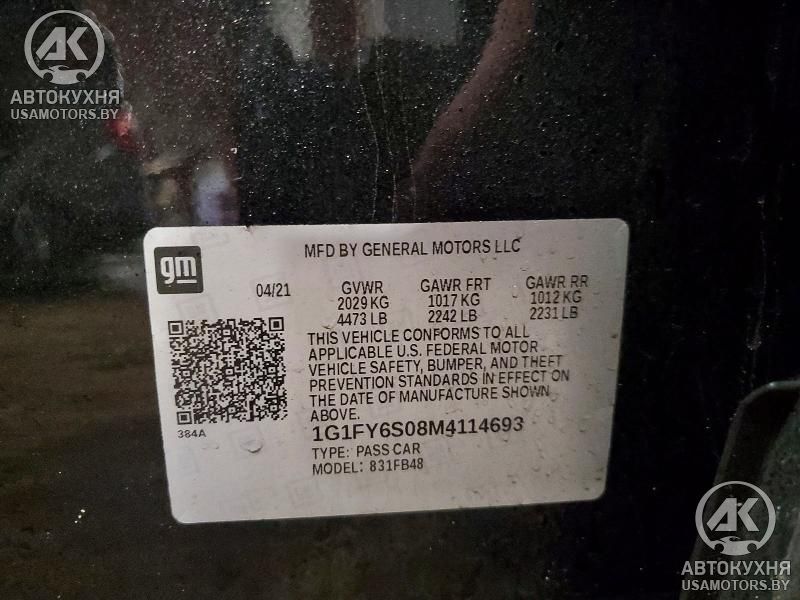 AK
АВТОКУХНЯ
USAMOTORS.BY
gm
MFD BY GENERAL MOTORS LLC
04/21
GVWR GAWR FRT GAWR RR
2029 KG 1017 KG 1012 KG
4473 LB 2242 LB 2231 LB
THIS VEHICLE CONFORMS TO ALL
APPLICABLE U.S. FEDERAL MOTOR
VEHICLE SAFETY, BUMPER, AND THEFT
PREVENTION STANDARDS IN EFFECT ON
THE DATE OF MANUFACTURE SHOWN
ABOVE.
384A
1G1FY6S08M4114693
TYPE: PASS CAR
MODEL: 831FB48
AK
АВТОКУХНЯ
USAMOTORS.BY